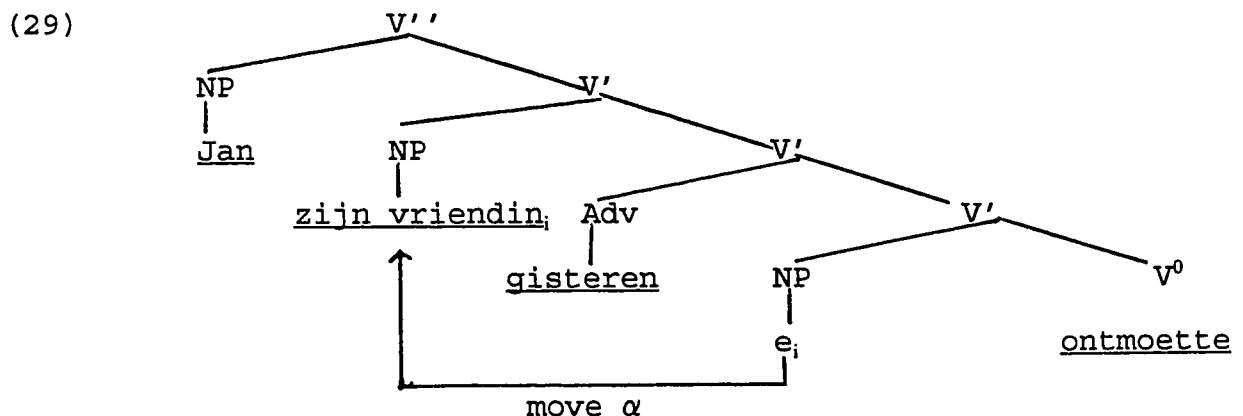 (29) V''
NP V'
Jan NP V'
zijn vriendinᵢ Adv V'
gisteren NP V⁰
eᵢ ontmoette
move α